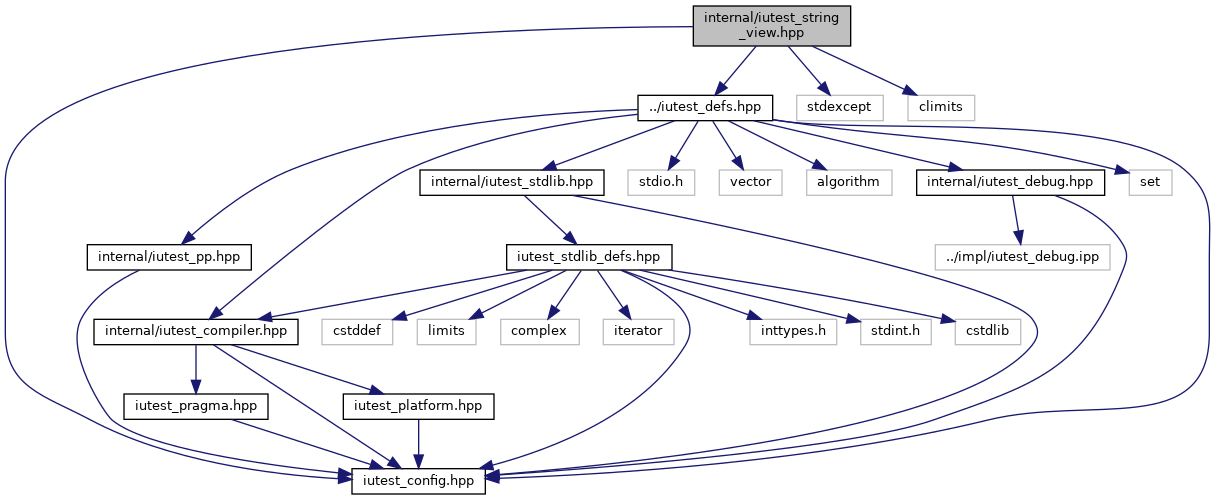 internal/iutest_string
_view.hpp
../iutest_defs.hpp
stdexcept
climits
internal/iutest_stdlib.hpp
stdio.h
vector
algorithm
internal/iutest_debug.hpp
set
internal/iutest_pp.hpp
iutest_stdlib_defs.hpp
../impl/iutest_debug.ipp
internal/iutest_compiler.hpp
cstddef
limits
complex
iterator
inttypes.h
stdint.h
cstdlib
iutest_pragma.hpp
iutest_platform.hpp
iutest_config.hpp